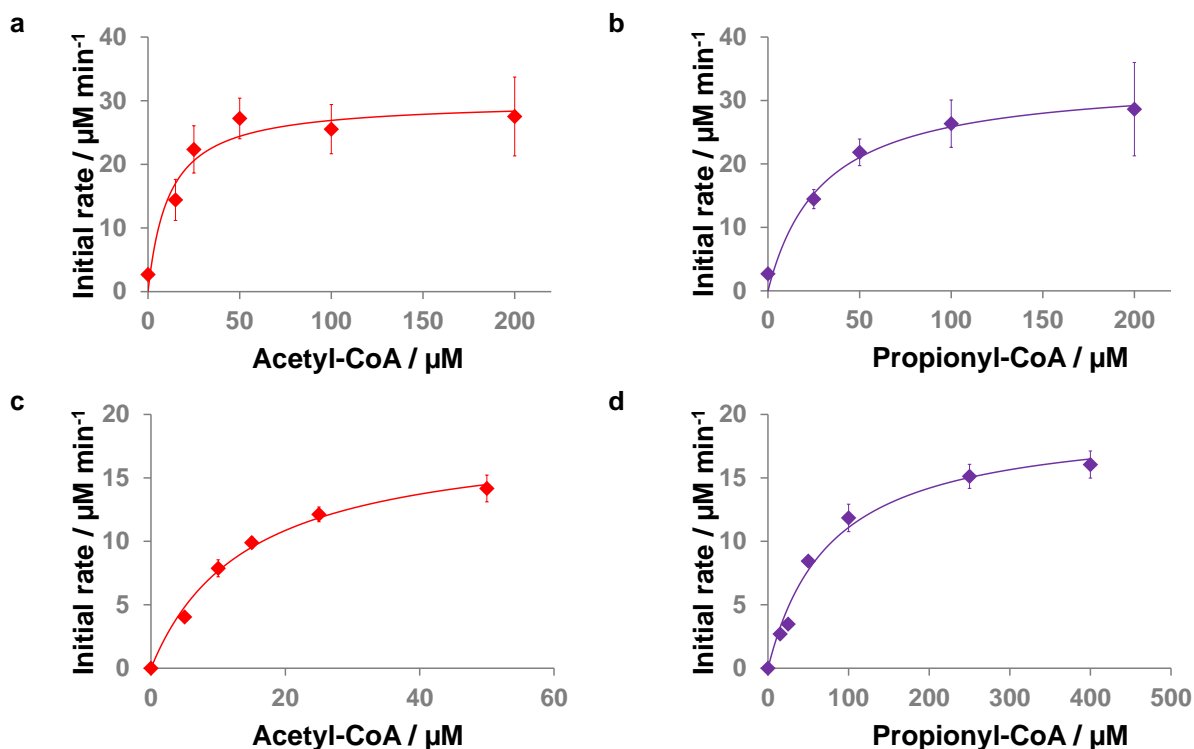 a
40
30
20
10
0
0 50 100 150 200
Initial rate / µM min⁻¹
Acetyl-CoA / µM
b
40
30
20
10
0
0 50 100 150 200
Initial rate / µM min⁻¹
Propionyl-CoA / µM
c
20
15
10
5
0
0 20 40 60
Initial rate / µM min⁻¹
Acetyl-CoA / µM
d
20
15
10
5
0
0 100 200 300 400 500
Initial rate / µM min⁻¹
Propionyl-CoA / µM